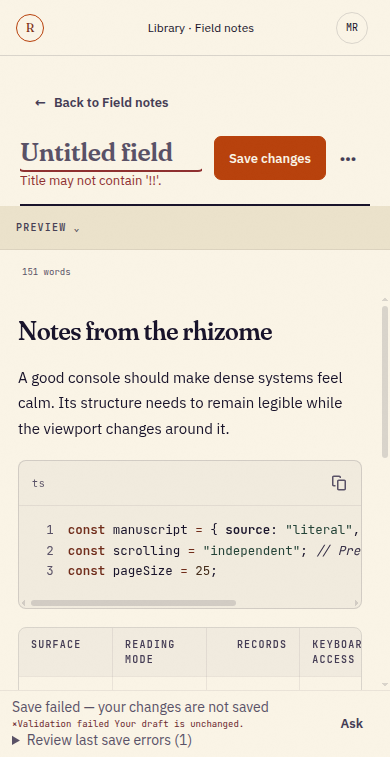 R
Library · Field notes
MR
← Back to Field notes
Untitled field
Save changes
•••
Title may not contain '!!'.
PREVIEW ⌄
151 words
Notes from the rhizome
A good console should make dense systems feel
calm. Its structure needs to remain legible while
the viewport changes around it.
ts
1 const manuscript = { source: "literal",
2 const scrolling = "independent"; // Pre
3 const pageSize = 25;
SURFACE
READING
MODE
RECORDS
KEYBOAR
ACCESS
Save failed — your changes are not saved
×Validation failed Your draft is unchanged.
▶ Review last save errors (1)
Ask